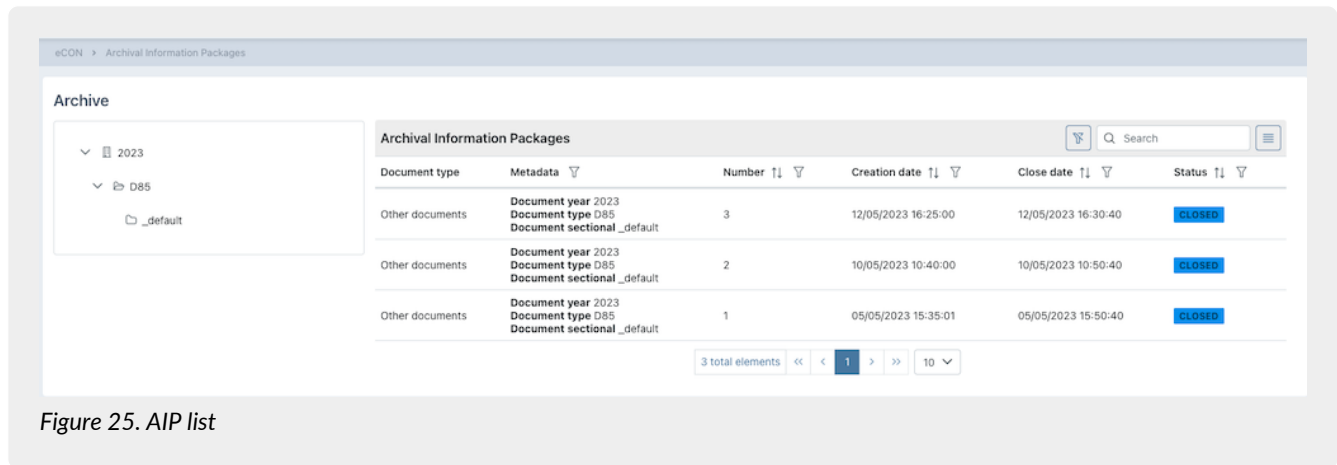 eCON > Archival Information Packages
Archive
2023
D85
_default
Archival Information Packages
Search
Document type Metadata Number Creation date Close date Status
Other documents
Document year 2023
Document type D85
Document sectional _default
3
12/05/2023 16:25:00
12/05/2023 16:30:40
CLOSED
Other documents
Document year 2023
Document type D85
Document sectional _default
2
10/05/2023 10:40:00
10/05/2023 10:50:40
CLOSED
Other documents
Document year 2023
Document type D85
Document sectional _default
1
05/05/2023 15:35:01
05/05/2023 15:50:40
CLOSED
3 total elements « < 1 > » 10
Figure 25. AIP list